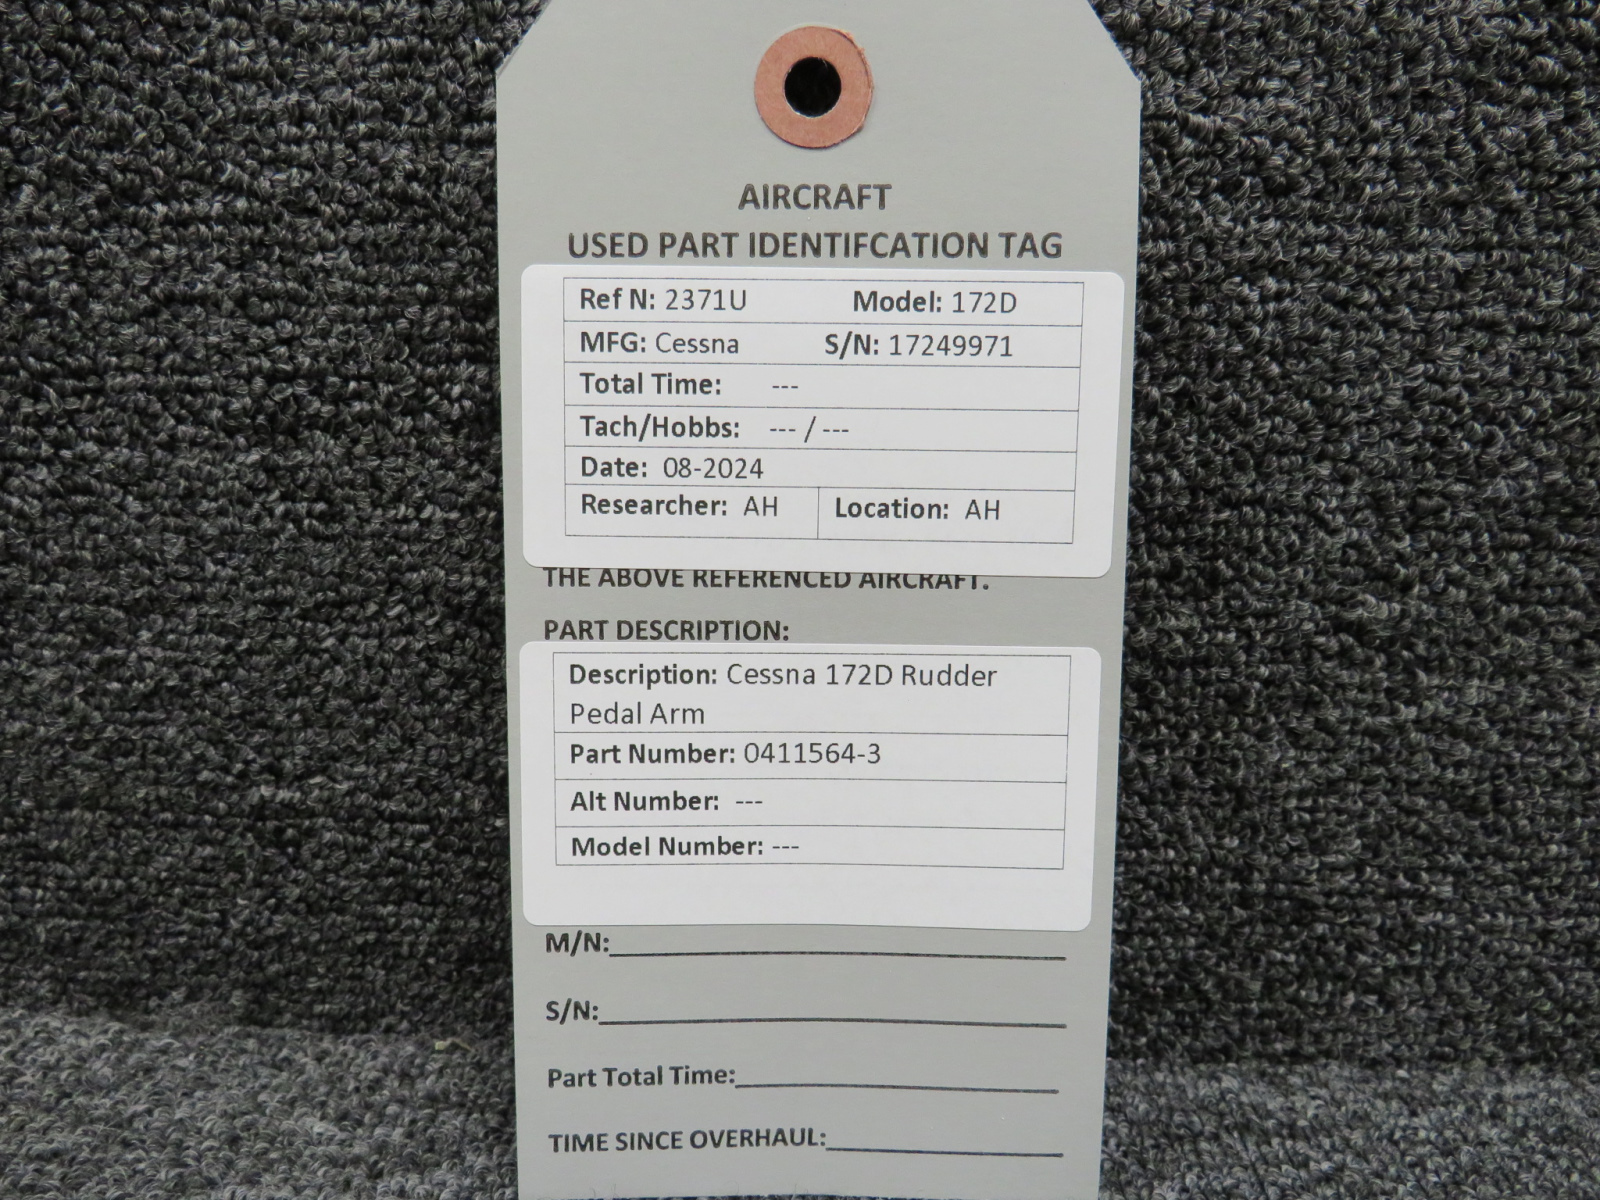 AIRCRAFT
USED PART IDENTIFCATION TAG
Ref N: 2371U Model: 172D
MFG: Cessna S/N: 17249971
Total Time: ---
Tach/Hobbs: --- / ---
Date: 08-2024
Researcher: AH Location: AH
THE ABOVE REFERENCED AIRCRAFT.
PART DESCRIPTION:
Description: Cessna 172D Rudder
Pedal Arm
Part Number: 0411564-3
Alt Number: ---
Model Number: ---
M/N:
S/N:
Part Total Time:
TIME SINCE OVERHAUL: